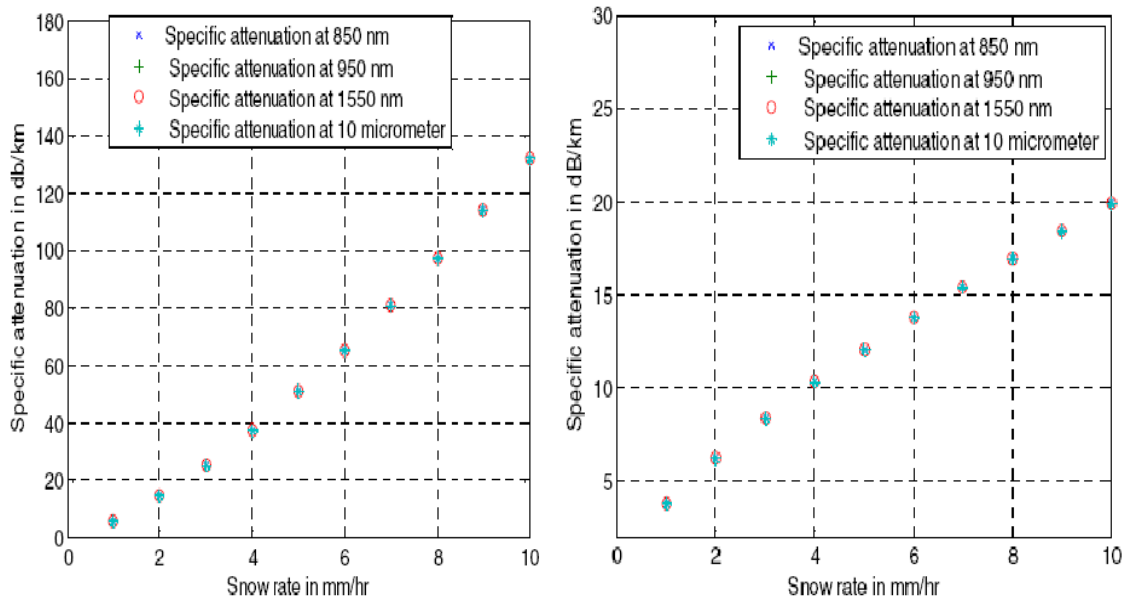 180
160
140
120
100
80
60
40
20
0
Specific attenuation in db/km
Specific attenuation at 850 nm
Specific attenuation at 950 nm
Specific attenuation at 1550 nm
Specific attenuation at 10 micrometer
0 2 4 6 8 10
Snow rate in mm/hr
30
25
20
15
10
5
Specific attenuation in dB/km
Specific attenuation at 850 nm
Specific attenuation at 950 nm
Specific attenuation at 1550 nm
Specific attenuation at 10 micrometer
0 2 4 6 8 10
Snow rate in mm/hr